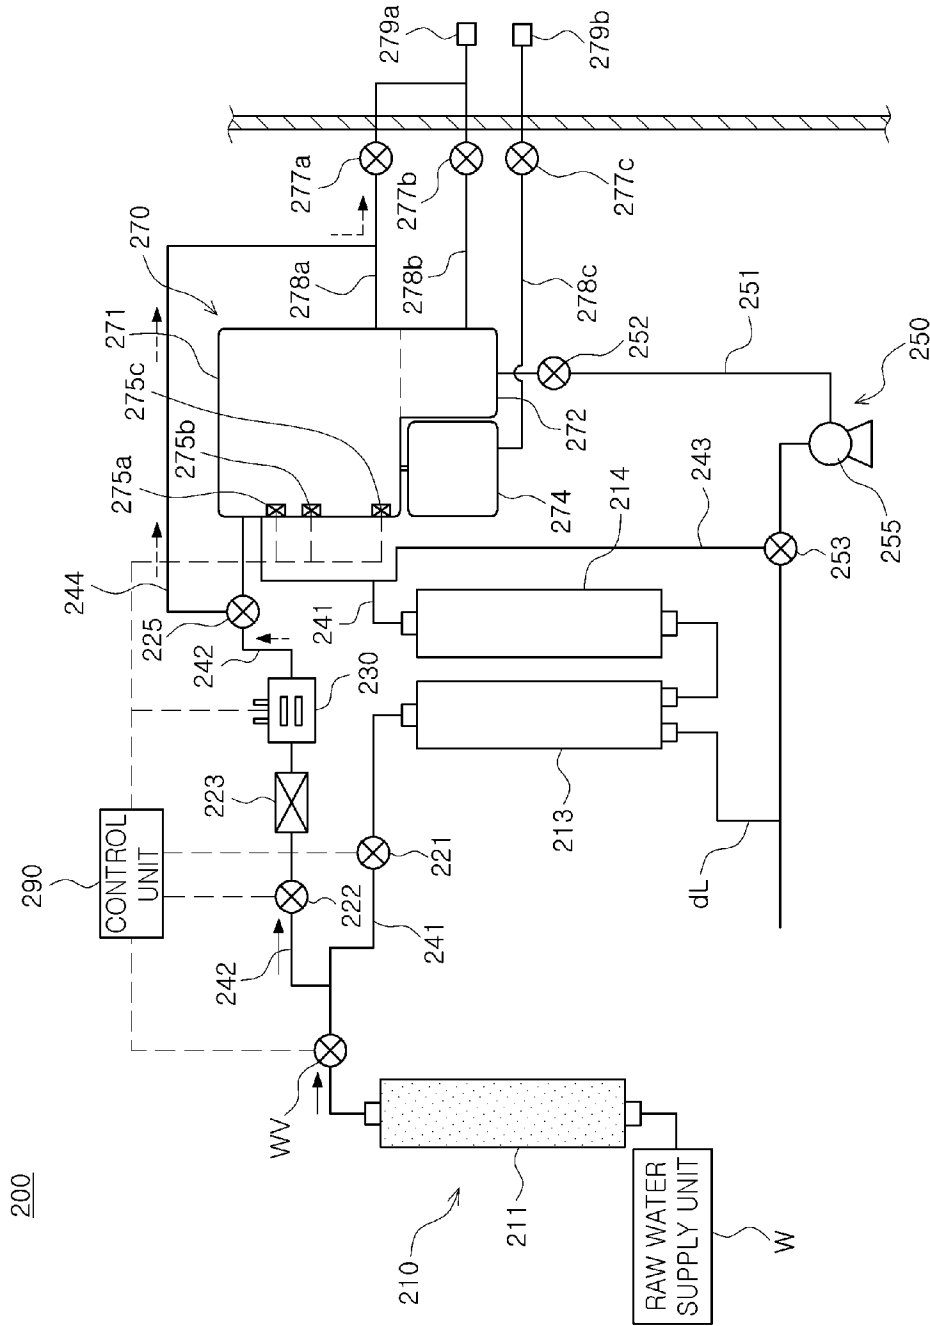 200
290
CONTROL
UNIT
244
275a
271
275c
270
225
275b
242
223
242
WV
278a
277a
241
222
230
279a
210
278b
277b
241
221
211
213
274
272
278c
279b
214
277c
252
RAW WATER
SUPPLY UNIT
dL
243
251
W
253
255
250